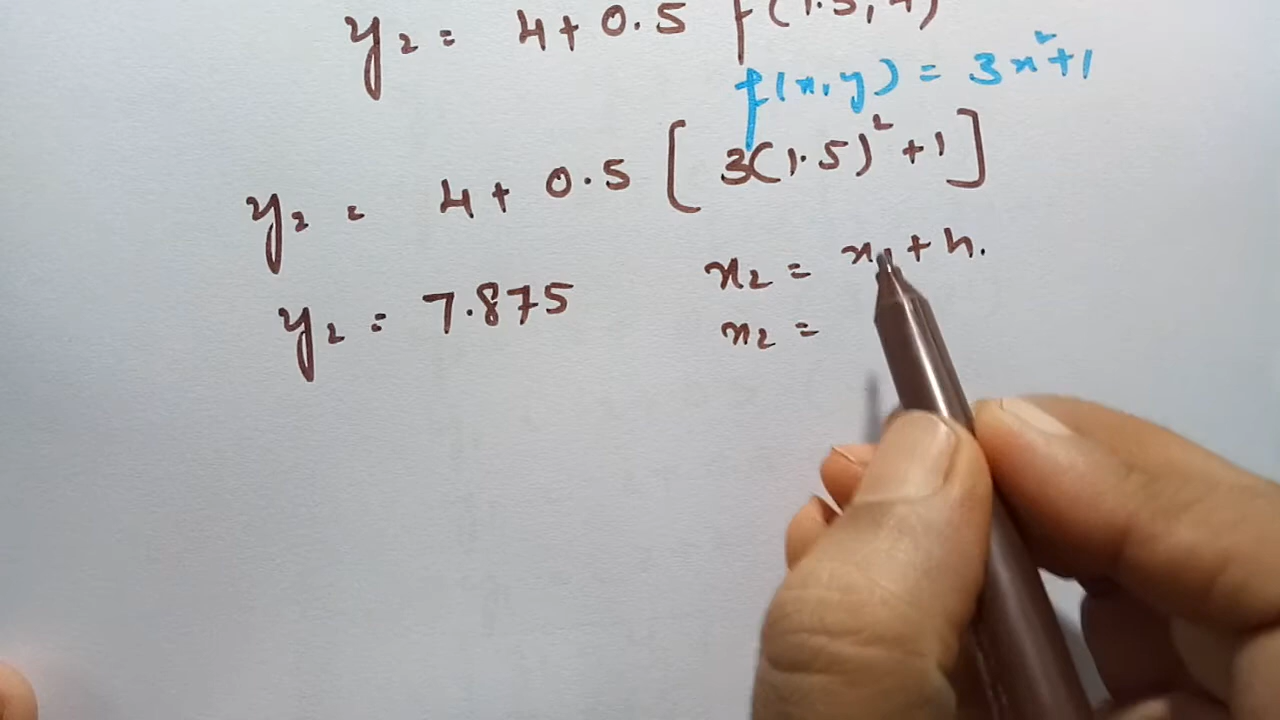 y₂ = 4 + 0.5 f(1.5, 4)
f(x, y) = 3x² + 1
y₂ = 4 + 0.5 [ 3(1.5)² + 1 ]
x₂ = x₁ + h.
y₂ = 7.875
x₂ =